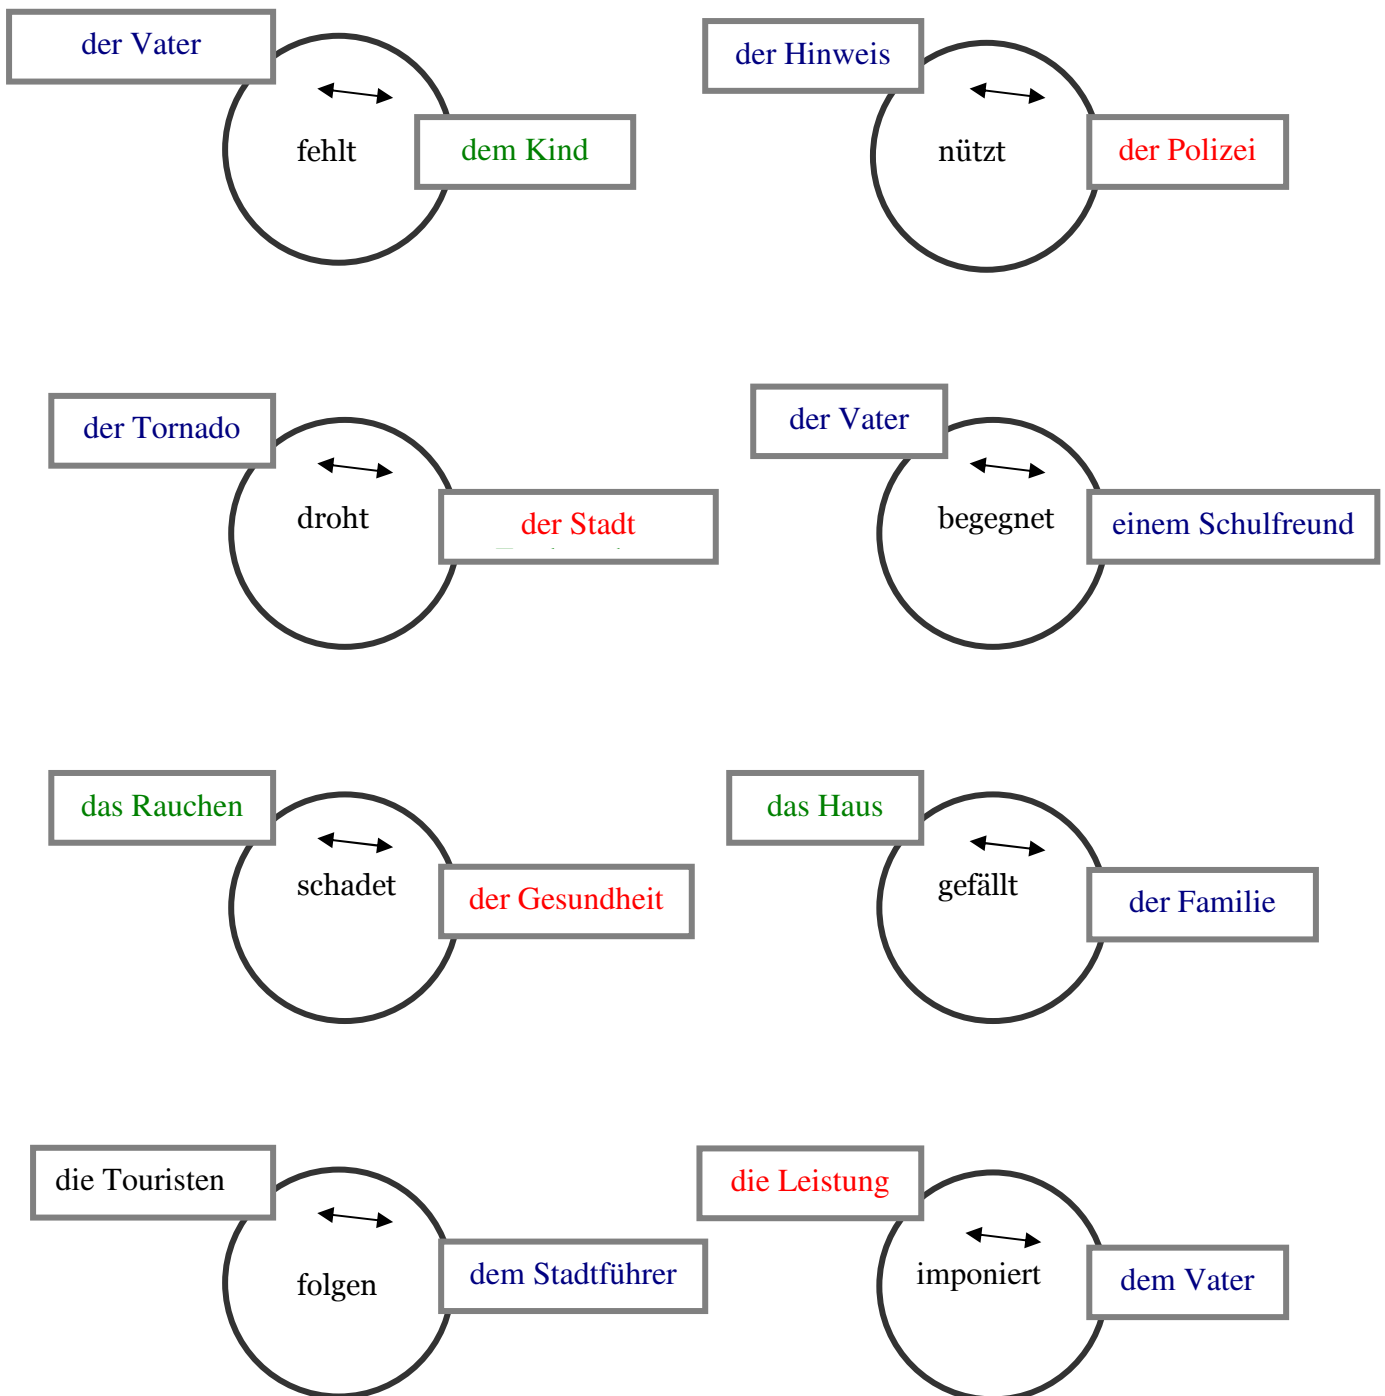 der Vater
fehlt
dem Kind
der Hinweis
nützt
der Polizei
der Tornado
droht
der Stadt
der Vater
begegnet
einem Schulfreund
das Rauchen
schadet
der Gesundheit
das Haus
gefällt
der Familie
die Touristen
folgen
dem Stadtführer
die Leistung
imponiert
dem Vater